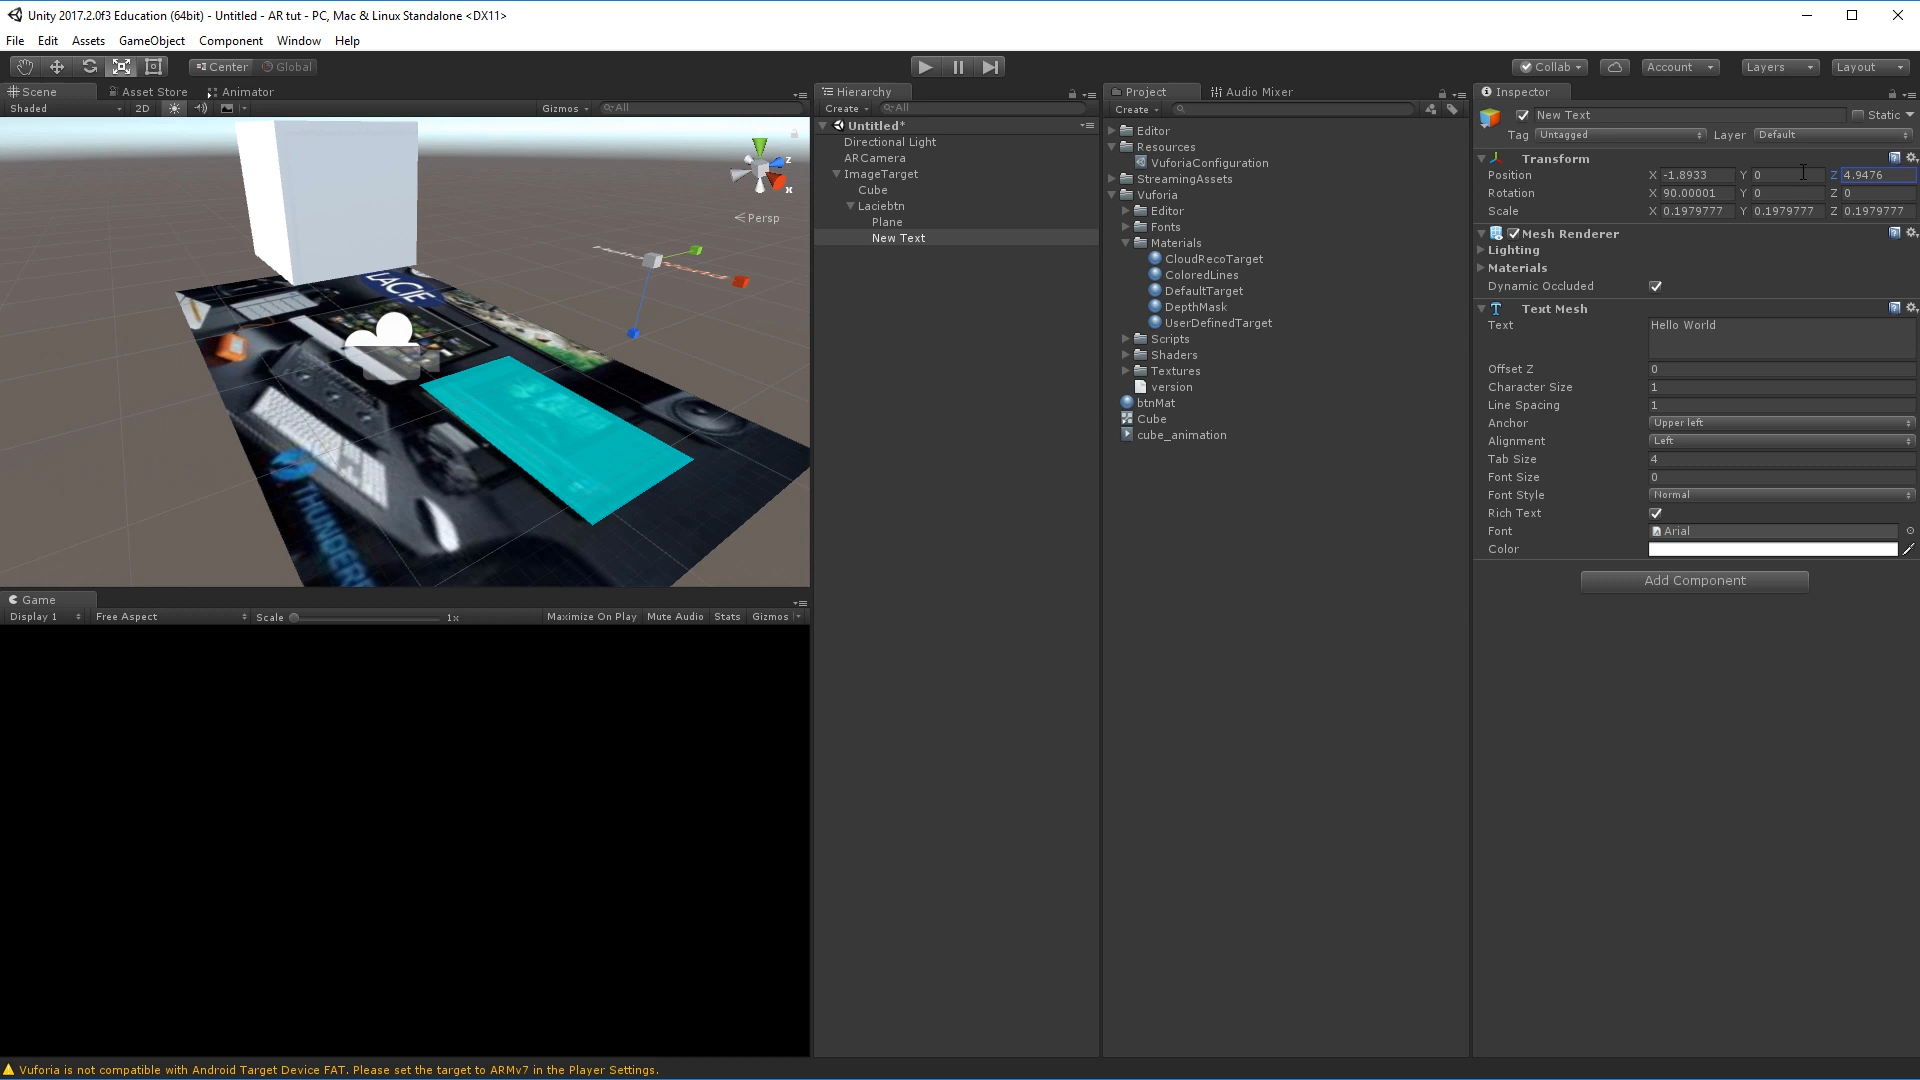 Unity 2017.2.0f3 Education (64bit) - Untitled - AR tut - PC, Mac & Linux Standalone <DX11>
File Edit Assets GameObject Component Window Help
Center Global Collab Account Layers Layout
Scene Asset Store Animator
Shaded 2D Gizmos All
Persp
z
x
LACIE
THUNDER
Game
Display 1 Free Aspect Scale 1x Maximize On Play Mute Audio Stats Gizmos
Hierarchy
Create All
Untitled*
Directional Light
ARCamera
ImageTarget
Cube
Laciebtn
Plane
New Text
Project Audio Mixer
Create
Editor
Resources
VuforiaConfiguration
StreamingAssets
Vuforia
Editor
Fonts
Materials
CloudRecoTarget
ColoredLines
DefaultTarget
DepthMask
UserDefinedTarget
Scripts
Shaders
Textures
version
btnMat
Cube
cube_animation
Inspector
New Text Static
Tag Untagged Layer Default
Transform
Position X -1.8933 Y 0 Z 4.9476
Rotation X 90.00001 Y 0 Z 0
Scale X 0.1979777 Y 0.1979777 Z 0.1979777
Mesh Renderer
Lighting
Materials
Dynamic Occluded
Text Mesh
Text Hello World
Offset Z 0
Character Size 1
Line Spacing 1
Anchor Upper left
Alignment Left
Tab Size 4
Font Size 0
Font Style Normal
Rich Text
Font Arial
Color
Add Component
Vuforia is not compatible with Android Target Device FAT. Please set the target to ARMv7 in the Player Settings.